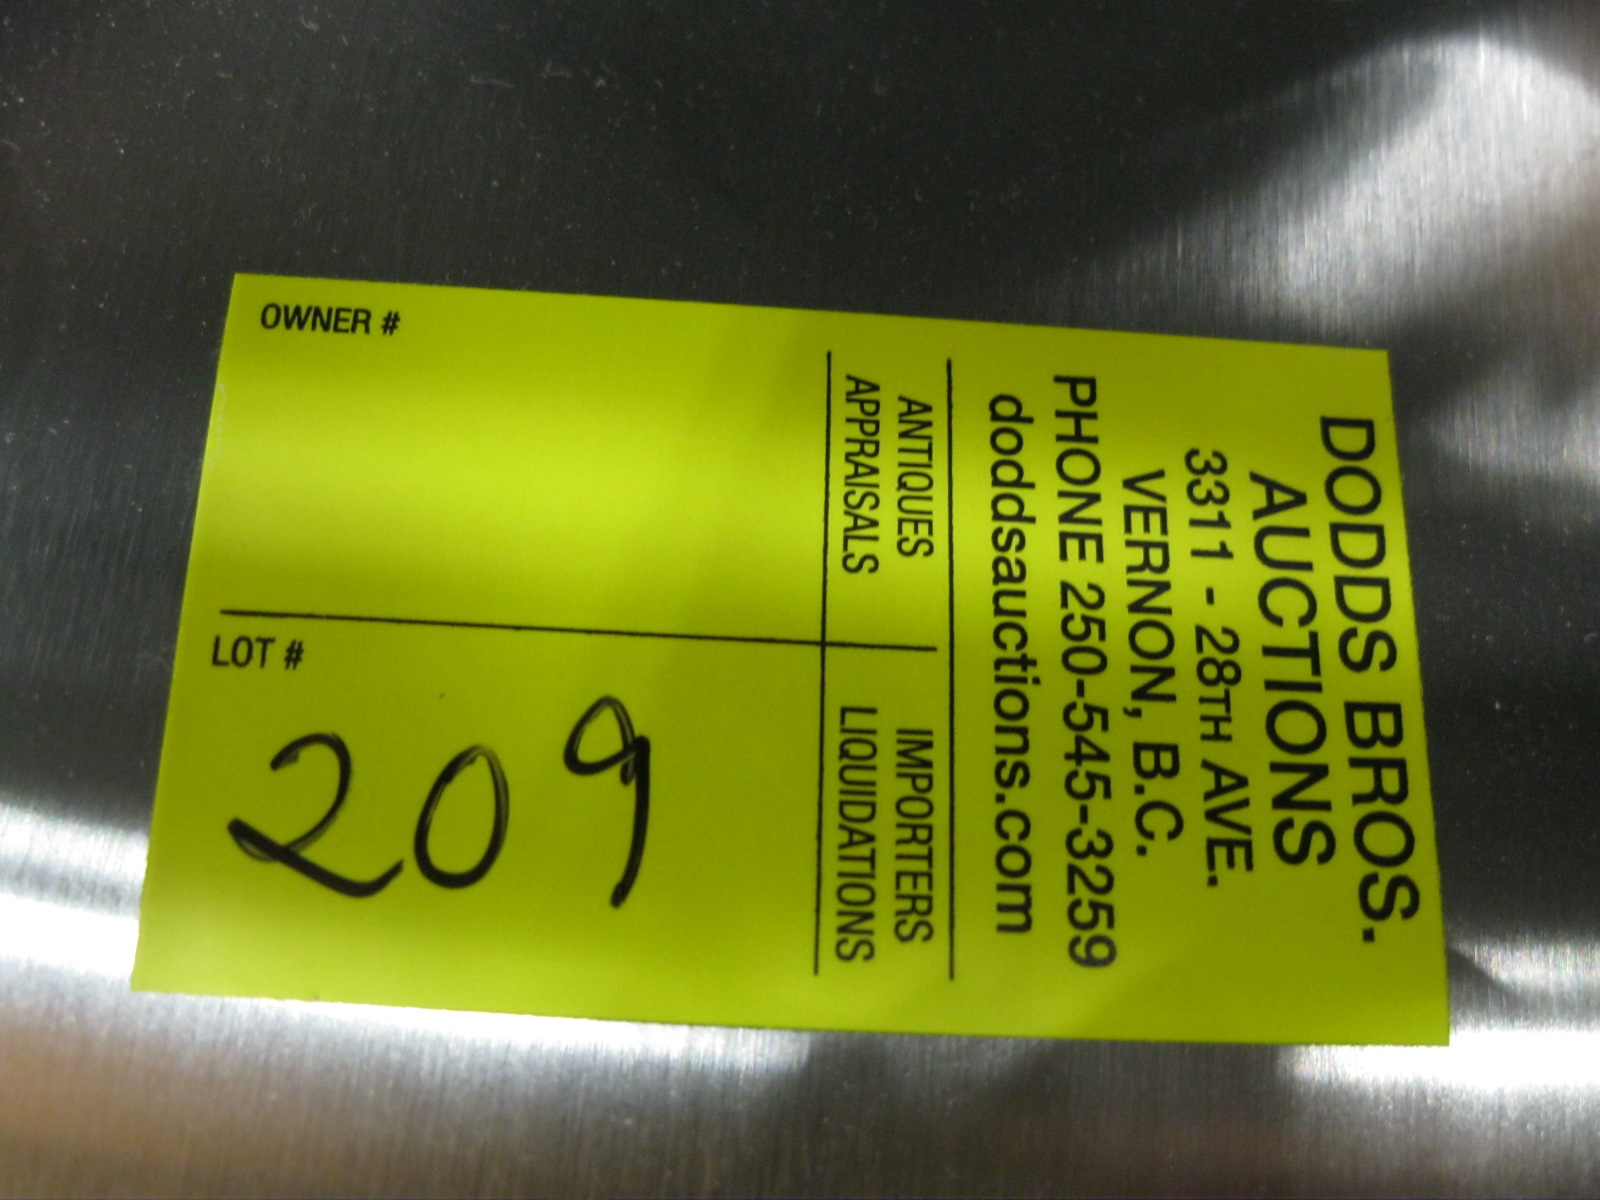 DODDS BROS.
AUCTIONS
3311 - 28TH AVE.
VERNON, B.C.
PHONE 250-545-3259
doddsauctions.com
ANTIQUES
APPRAISALS
IMPORTERS
LIQUIDATIONS
OWNER #
LOT #
209